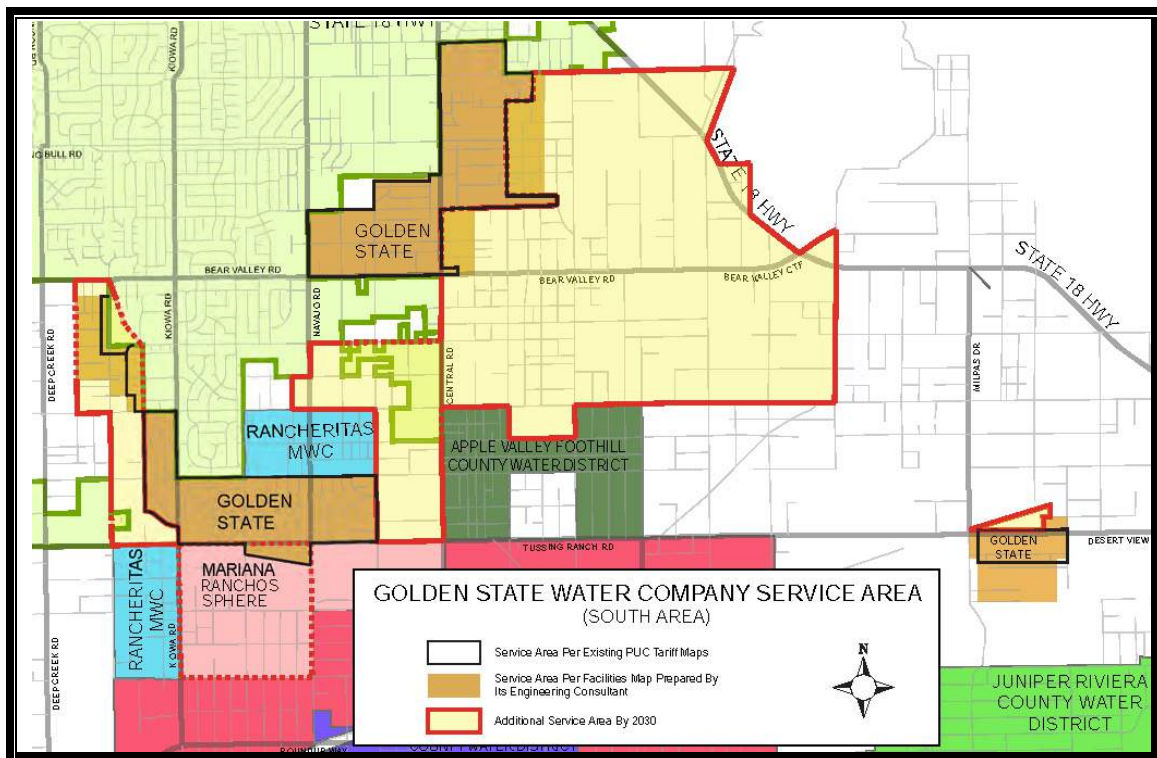 STATE 18 HWY
KIOWA RD
BULL RD
STATE 18 HWY
GOLDEN
STATE
STATE 18 HWY
BEAR VALLEY RD
BEAR VALLEY RD
BEAR VALLEY CTF
DEEP CREEK RD
KIOWA RD
NAVAJO RD
CENTRAL RD
MILPAS DR
RANCHERITAS
MWC
APPLE VALLEY FOOTHILL
COUNTY WATER DISTRICT
GOLDEN
STATE
GOLDEN
STATE
DESERT VIEW
TUSSING RANCH RD
RANCHERITAS
MWC
MARIANA
RANCHOS
SPHERE
KIOWA RD
DEEP CREEK RD
GOLDEN STATE WATER COMPANY SERVICE AREA
(SOUTH AREA)
Service Area Per Existing PUC Tariff Maps
Service Area Per Facilities Map Prepared By
Its Engineering Consultant
Additional Service Area By 2030
N
JUNIPER RIVIERA
COUNTY WATER
DISTRICT
ROUNDUP WAY
COUNTY WATER DISTRICT